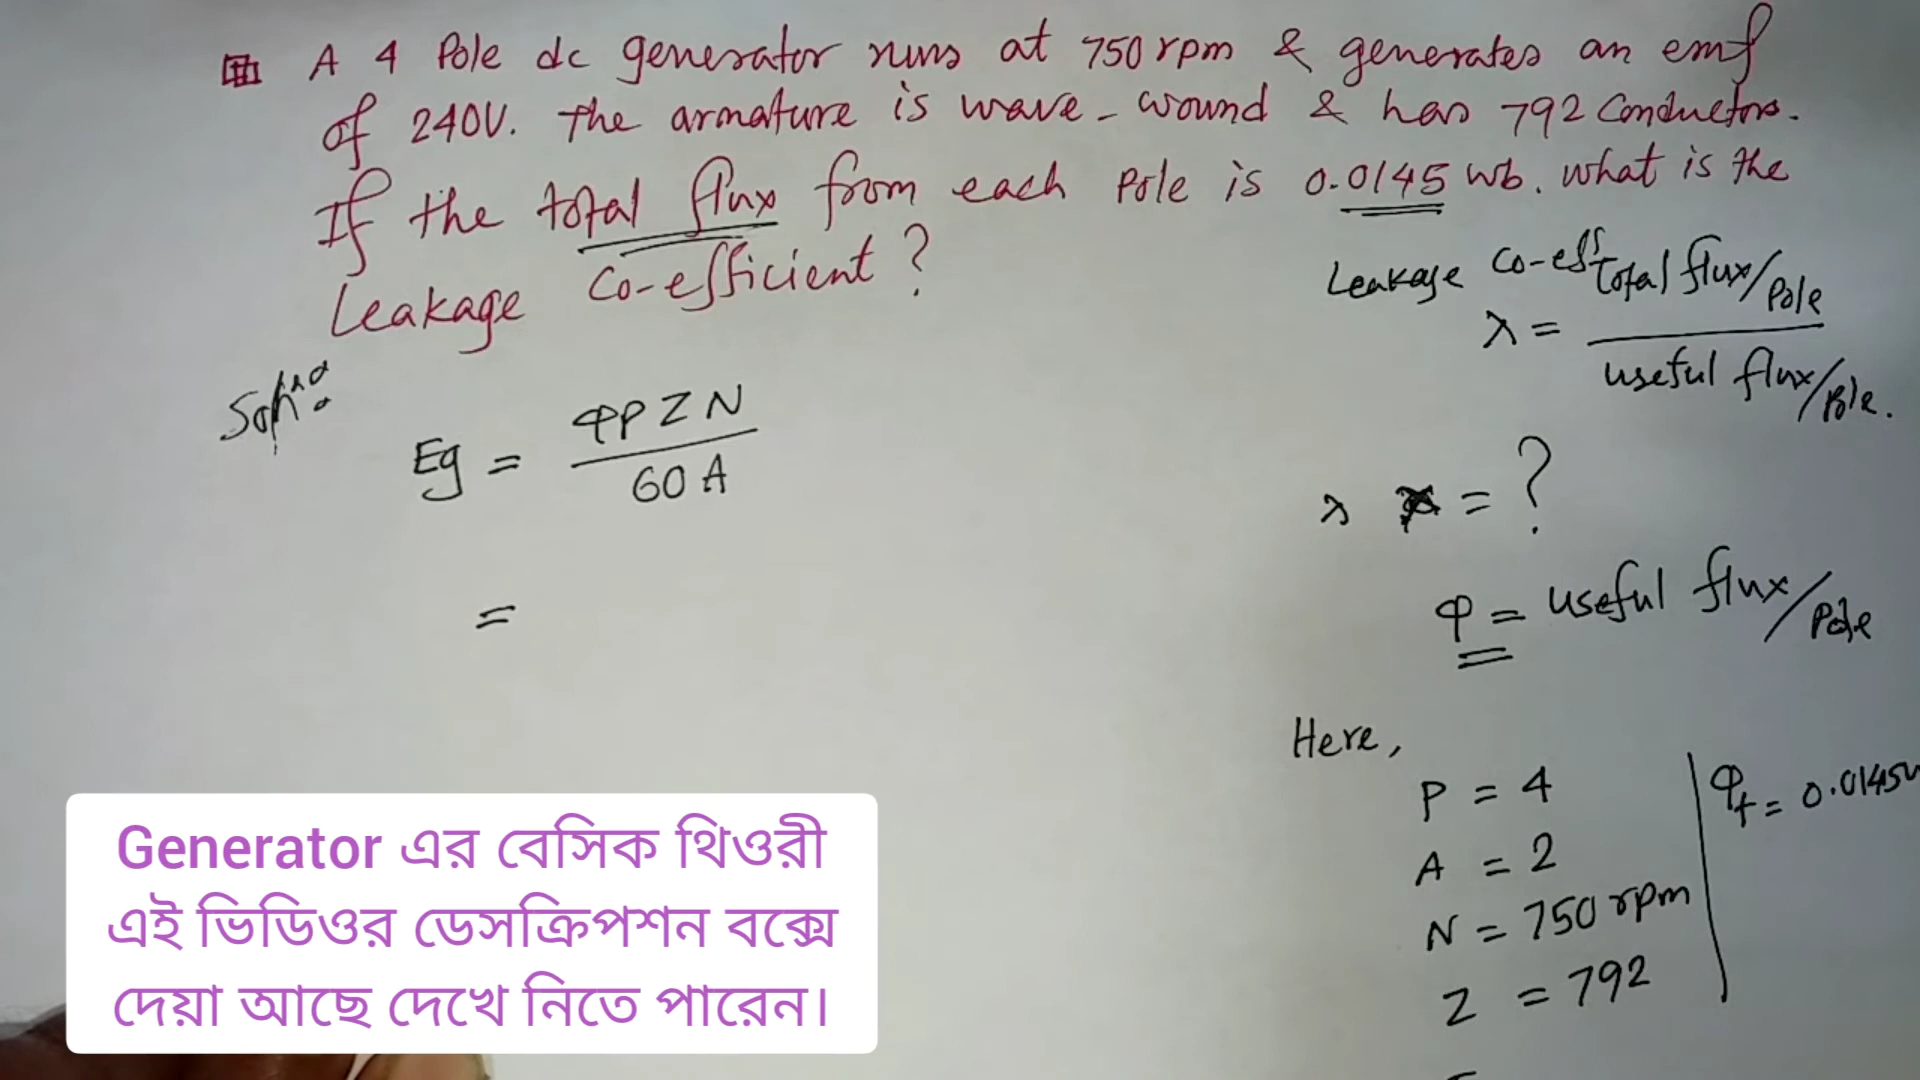 A 4 Pole dc generator runs at 750 rpm & generates an emf
of 240V. The armature is wave-wound & has 792 Conductors.
If the total flux from each pole is 0.0145 wb. what is the
Leakage co-efficient ?
Leakage co-eff
λ = total flux/Pole
useful flux/Pole.
Soln:
Eg = φPZN
60A
=
λ = ?
φ = useful flux/Pole
Here,
P = 4
A = 2
N = 750 rpm
Z = 792
φt = 0.0145
Generator এর বেসিক থিওরী
এই ভিডিওর ডেসক্রিপশন বক্সে
দেয়া আছে দেখে নিতে পারেন।